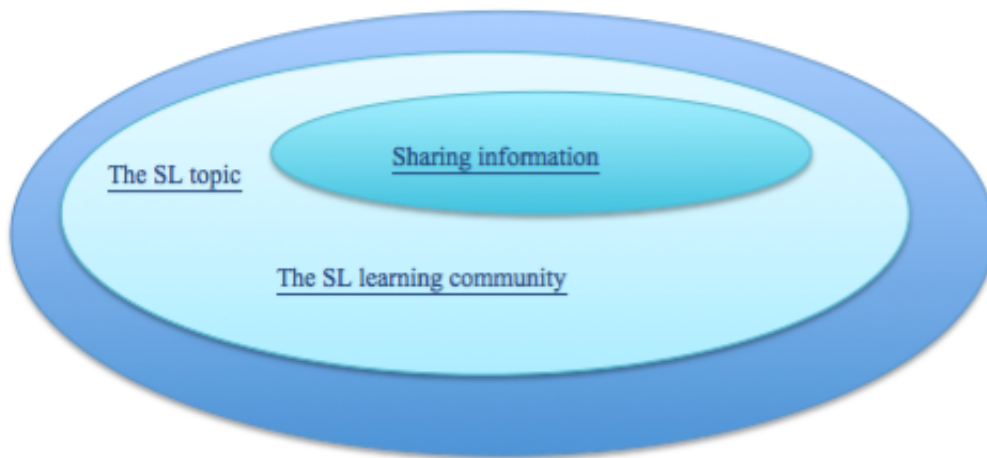 Sharing information
The SL topic
The SL learning community